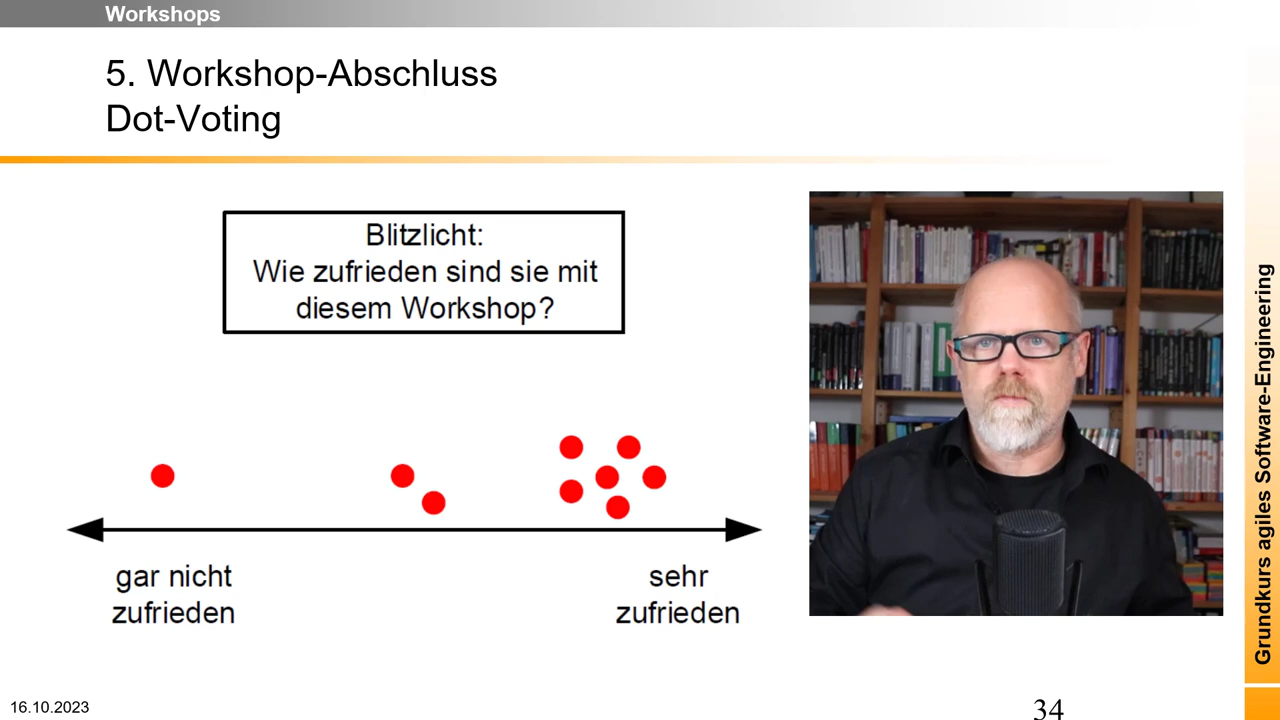 Workshops
5. Workshop-Abschluss
Dot-Voting
Blitzlicht:
Wie zufrieden sind sie mit
diesem Workshop?
gar nicht
zufrieden
sehr
zufrieden
Grundkurs agiles Software-Engineering
16.10.2023
34